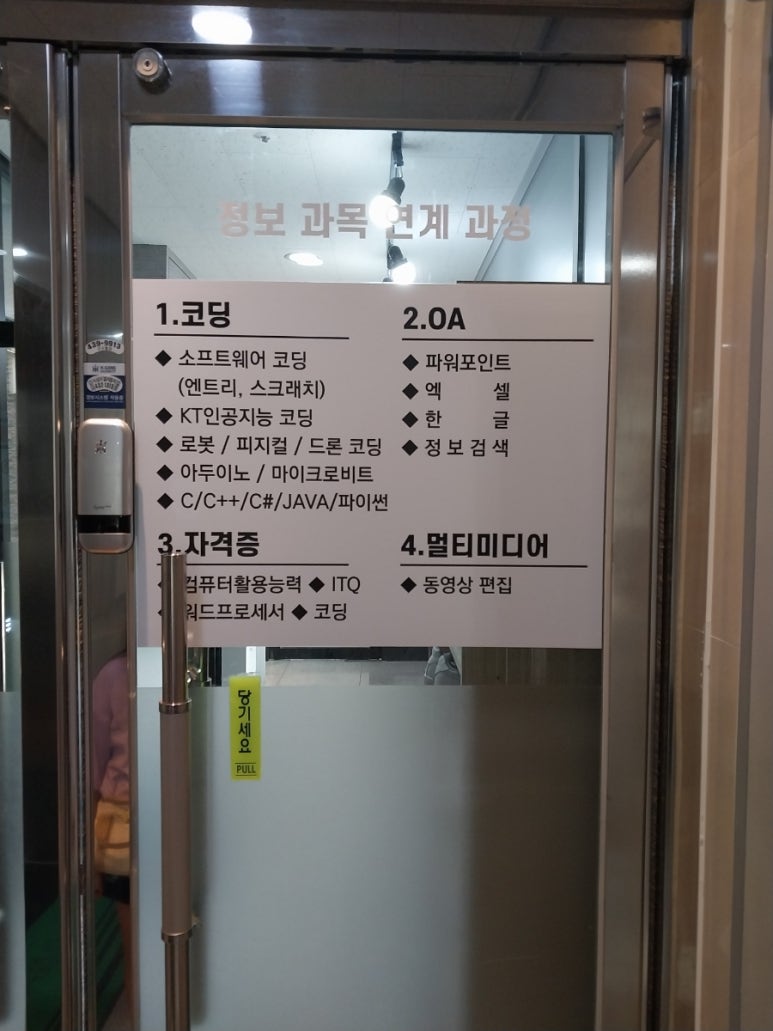 정보 과목 연계 과정
1.코딩
◆ 소프트웨어 코딩
(엔트리, 스크래치)
◆ KT인공지능 코딩
◆ 로봇 / 피지컬 / 드론 코딩
◆ 아두이노 / 마이크로비트
◆ C/C++/C#/JAVA/파이썬
2.OA
◆ 파워포인트
◆ 엑 셀
◆ 한 글
◆ 정 보 검 색
3.자격증
◆ 컴퓨터활용능력 ◆ ITQ
◆ 워드프로세서 ◆ 코딩
4.멀티미디어
◆ 동영상 편집
439-9913
당기세요
PULL